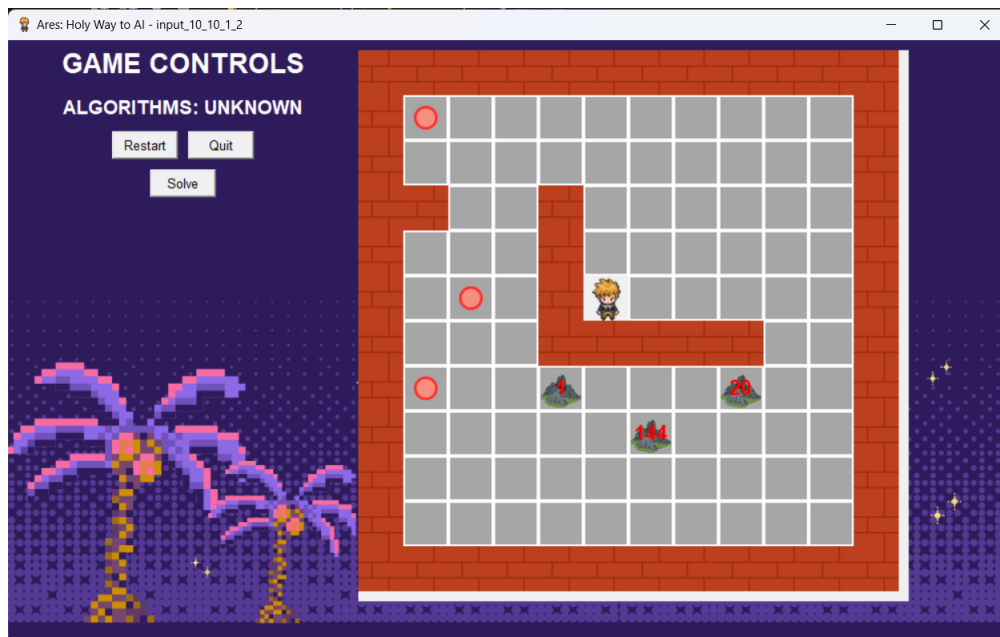 Ares: Holy Way to AI - input_10_10_1_2
GAME CONTROLS
ALGORITHMS: UNKNOWN
Restart Quit
Solve
1 20
144